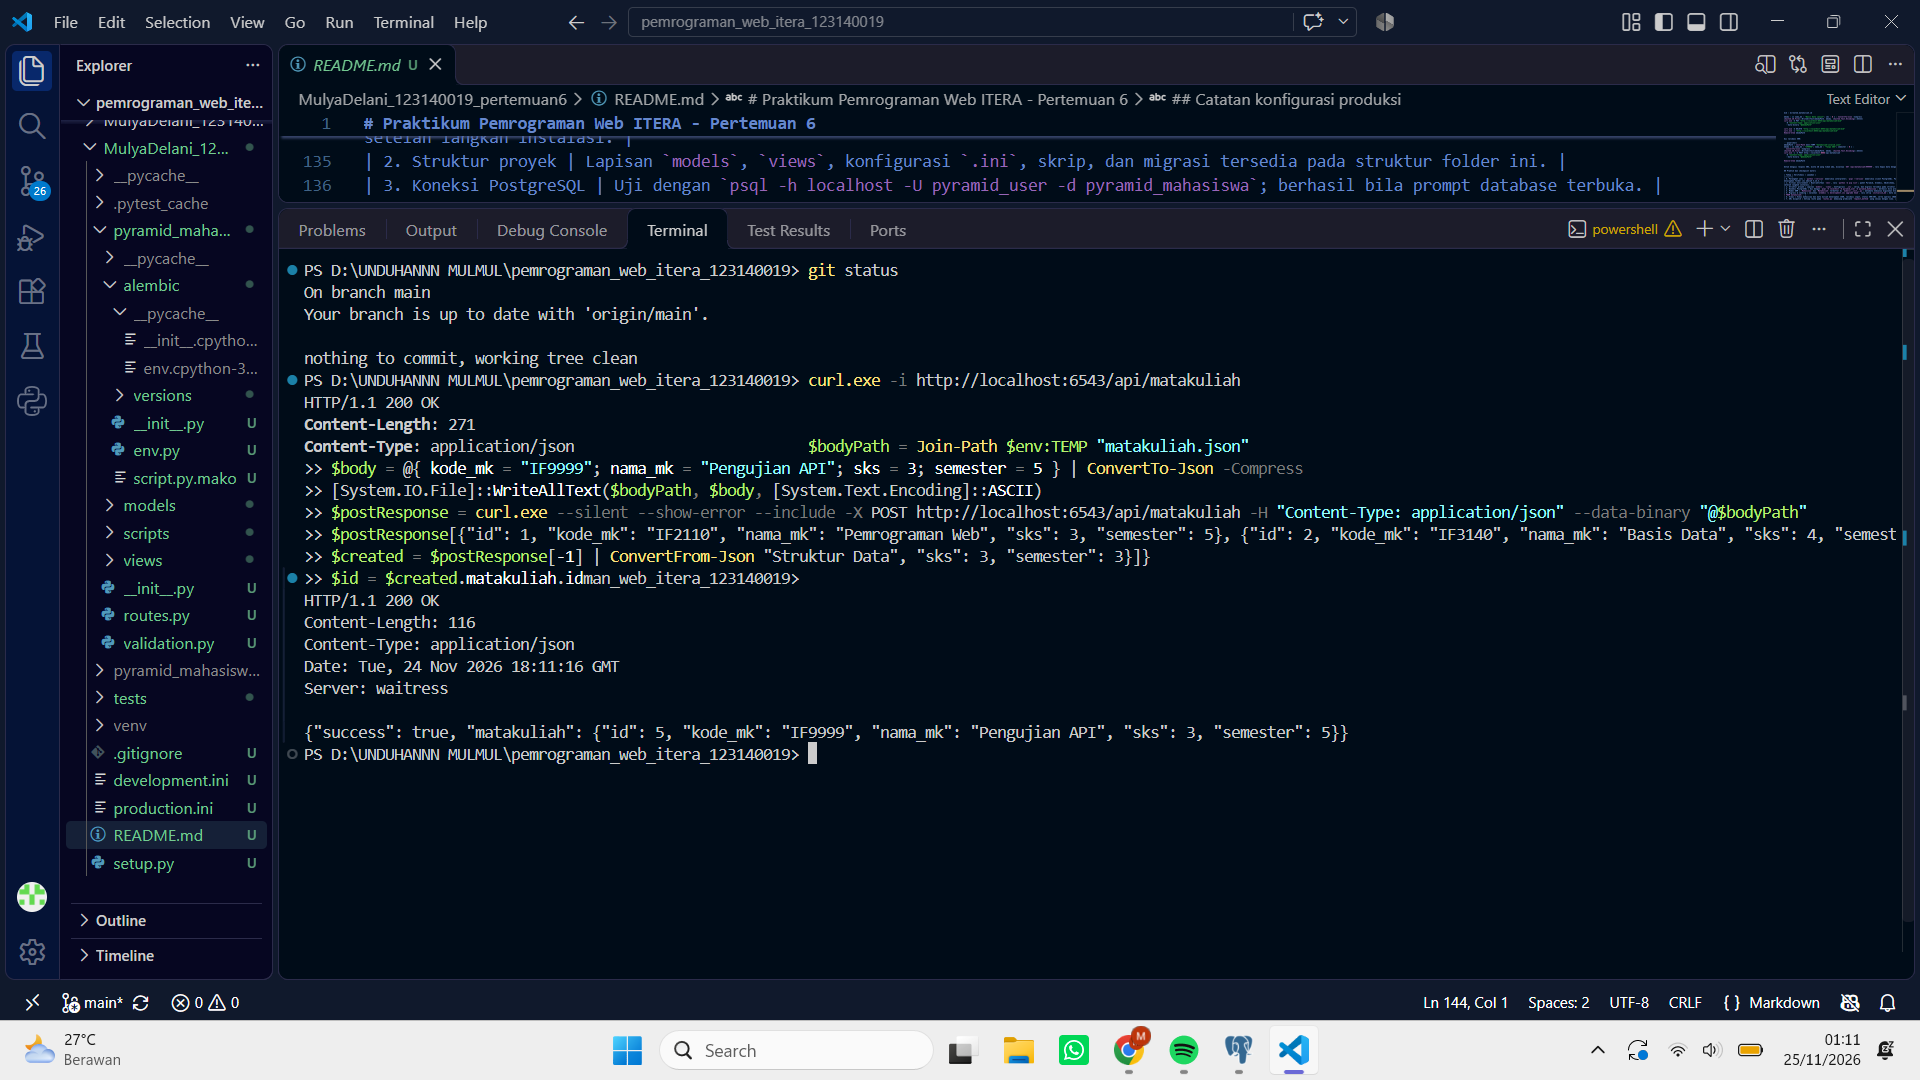 File Edit Selection View Go Run Terminal Help
pemrograman_web_itera_123140019
Explorer
pemrograman_web_ite...
MulyaDelani_123140...
MulyaDelani_12...
__pycache__
.pytest_cache
pyramid_maha...
__pycache__
alembic
__pycache__
__init__.cpytho...
env.cpython-3...
versions
__init__.py U
env.py U
script.py.mako U
models
scripts
views
__init__.py U
routes.py U
validation.py U
pyramid_mahasisw...
tests
venv
.gitignore U
development.ini U
production.ini U
README.md U
setup.py U
Outline
Timeline
26
README.md U
MulyaDelani_123140019_pertemuan6 > README.md > # Praktikum Pemrograman Web ITERA - Pertemuan 6 > ## Catatan konfigurasi produksi
Text Editor
1 # Praktikum Pemrograman Web ITERA - Pertemuan 6
setelah langkah instalasi. |
135 | 2. Struktur proyek | Lapisan `models`, `views`, konfigurasi `.ini`, skrip, dan migrasi tersedia pada struktur folder ini. |
136 | 3. Koneksi PostgreSQL | Uji dengan `psql -h localhost -U pyramid_user -d pyramid_mahasiswa`; berhasil bila prompt database terbuka. |
Problems Output Debug Console Terminal Test Results Ports
powershell
PS D:\UNDUHANNN MULMUL\pemrograman_web_itera_123140019> git status
On branch main
Your branch is up to date with 'origin/main'.
nothing to commit, working tree clean
PS D:\UNDUHANNN MULMUL\pemrograman_web_itera_123140019> curl.exe -i http://localhost:6543/api/matakuliah
HTTP/1.1 200 OK
Content-Length: 271
Content-Type: application/json $bodyPath = Join-Path $env:TEMP "matakuliah.json"
>> $body = @{ kode_mk = "IF9999"; nama_mk = "Pengujian API"; sks = 3; semester = 5 } | ConvertTo-Json -Compress
>> [System.IO.File]::WriteAllText($bodyPath, $body, [System.Text.Encoding]::ASCII)
>> $postResponse = curl.exe --silent --show-error --include -X POST http://localhost:6543/api/matakuliah -H "Content-Type: application/json" --data-binary "@$bodyPath"
>> $postResponse[{"id": 1, "kode_mk": "IF2110", "nama_mk": "Pemrograman Web", "sks": 3, "semester": 5}, {"id": 2, "kode_mk": "IF3140", "nama_mk": "Basis Data", "sks": 4, "semest
>> $created = $postResponse[-1] | ConvertFrom-Json "Struktur Data", "sks": 3, "semester": 3}]}
>> $id = $created.matakuliah.idman_web_itera_123140019>
HTTP/1.1 200 OK
Content-Length: 116
Content-Type: application/json
Date: Tue, 24 Nov 2026 18:11:16 GMT
Server: waitress
{"success": true, "matakuliah": {"id": 5, "kode_mk": "IF9999", "nama_mk": "Pengujian API", "sks": 3, "semester": 5}}
PS D:\UNDUHANNN MULMUL\pemrograman_web_itera_123140019>
main* 0 0
Ln 144, Col 1 Spaces: 2 UTF-8 CRLF { } Markdown
27°C
Berawan
Search
M
01:11
25/11/2026